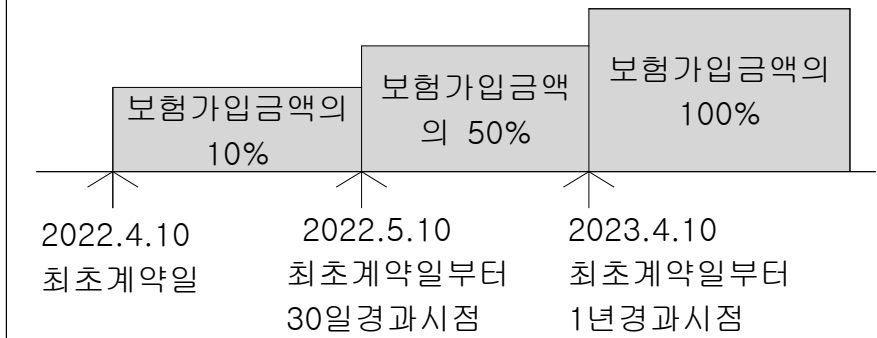 보험가입금액의
10%
보험가입금액
의 50%
보험가입금액의
100%
2022.4.10
최초계약일
2022.5.10
최초계약일부터
30일경과시점
2023.4.10
최초계약일부터
1년경과시점